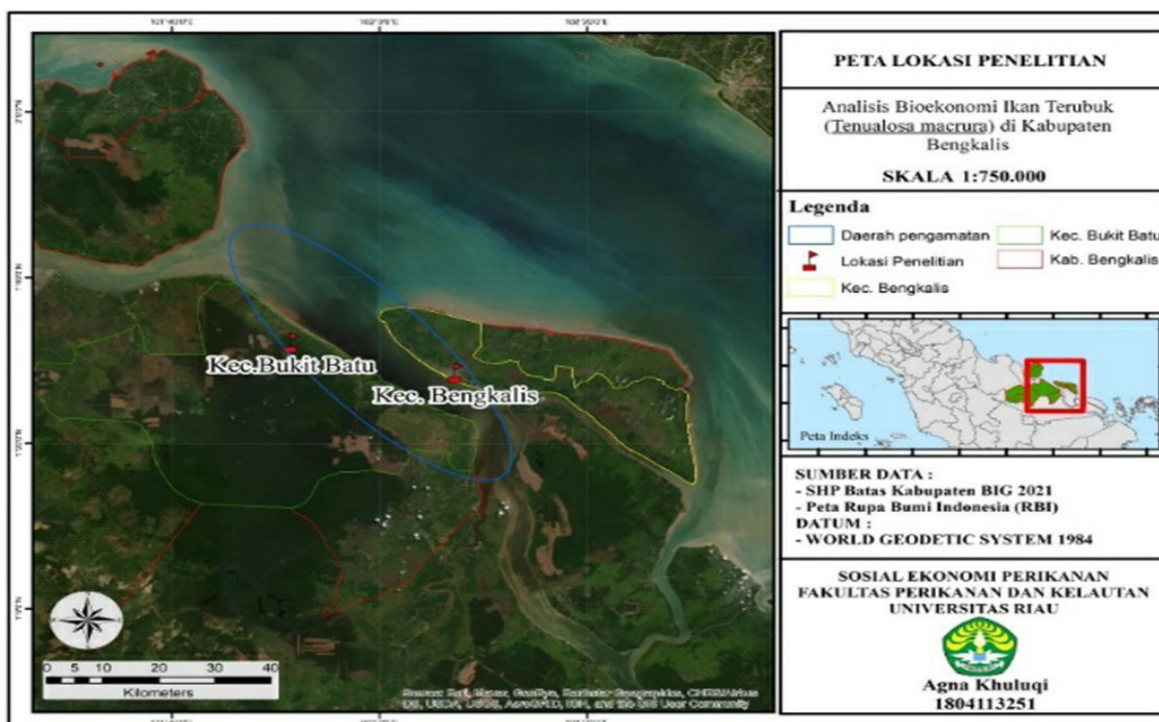 PETA LOKASI PENELITIAN
Analisis Bioekonomi Ikan Terubuk
(Tenualosa macrura) di Kabupaten
Bengkalis
SKALA 1:750.000
Legenda
Daerah pengamatan
Kec. Bukit Batu
Lokasi Penelitian
Kab. Bengkalis
Kec. Bengkalis
Kec.Bukit Batu
Kec. Bengkalis
Peta Indeks
SUMBER DATA :
- SHP Batas Kabupaten BIG 2021
- Peta Rupa Bumi Indonesia (RBI)
DATUM :
- WORLD GEODETIC SYSTEM 1984
SOSIAL EKONOMI PERIKANAN
FAKULTAS PERIKANAN DAN KELAUTAN
UNIVERSITAS RIAU
Agna Khuluqi
1804113251
0 5 10 20 30 40
Kilometers